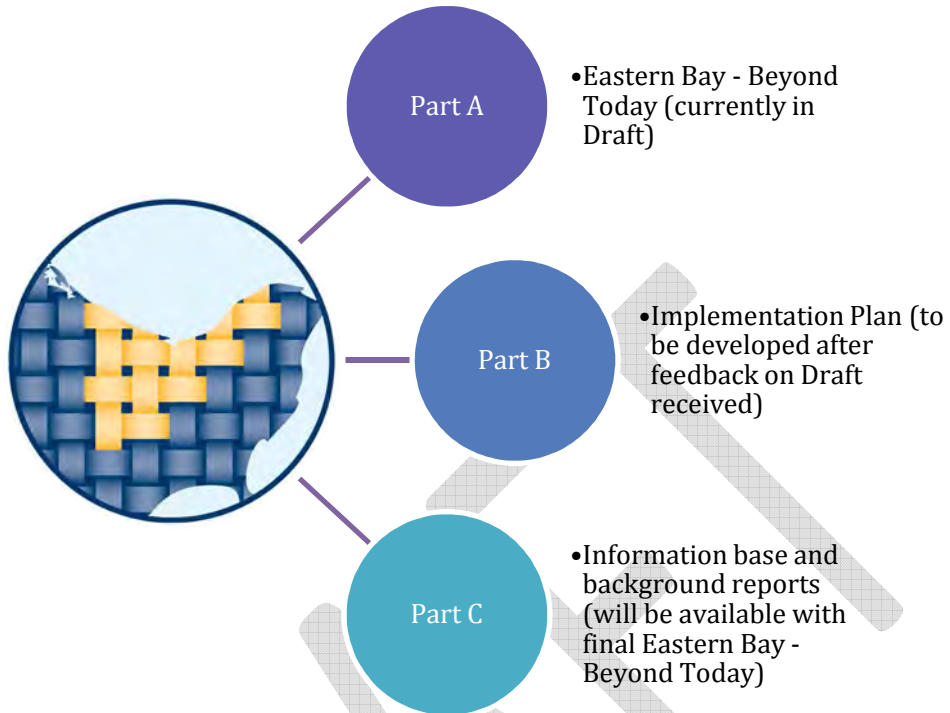 Part A
•Eastern Bay - Beyond
Today (currently in
Draft)
Part B
•Implementation Plan (to
be developed after
feedback on Draft
received)
Part C
•Information base and
background reports
(will be available with
final Eastern Bay -
Beyond Today)